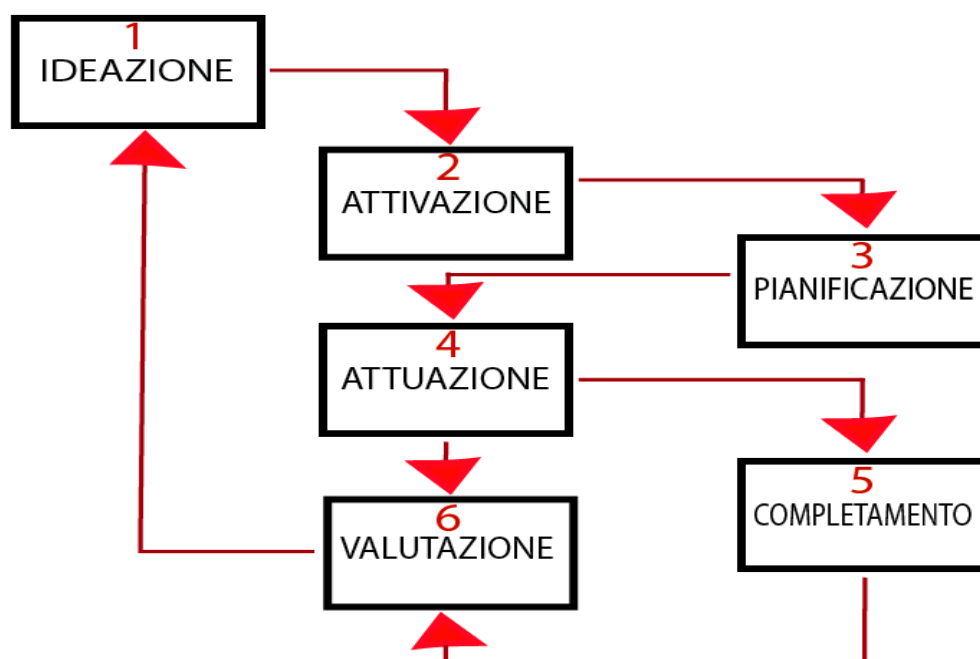 1
IDEAZIONE
2
ATTIVAZIONE
3
PIANIFICAZIONE
4
ATTUAZIONE
5
COMPLETAMENTO
6
VALUTAZIONE